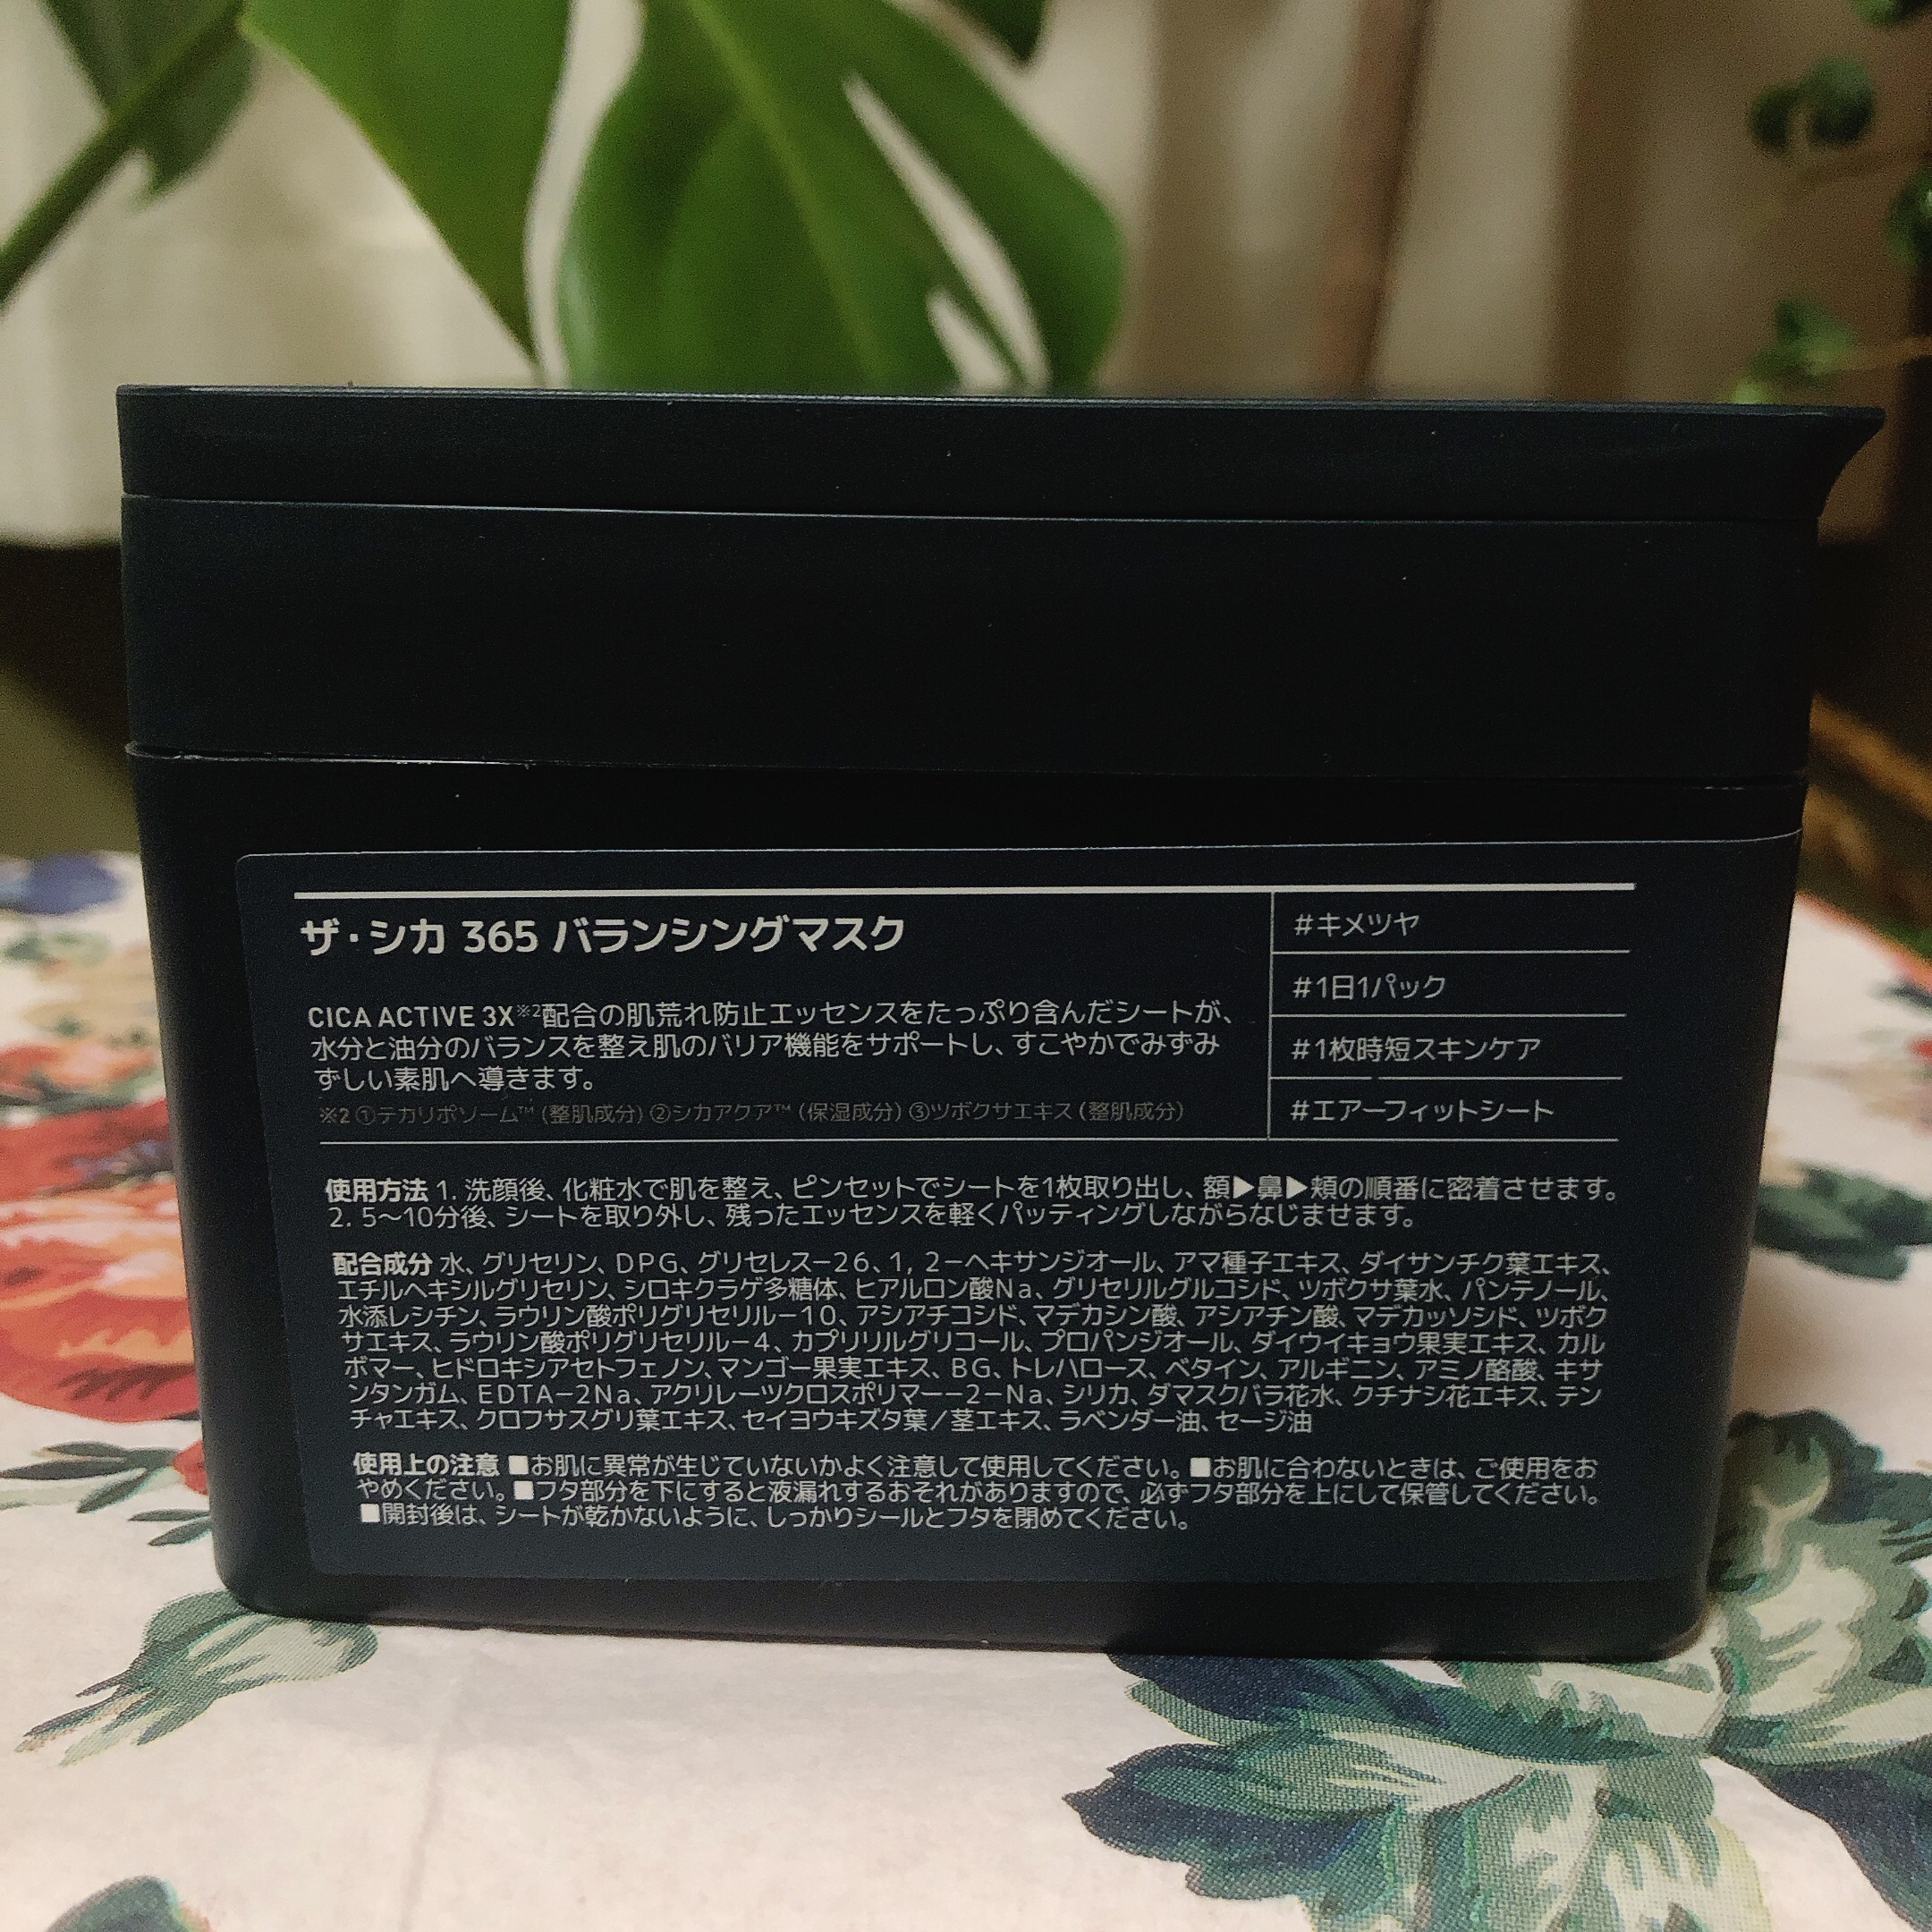 ザ・シカ 365 バランシングマスク
CICA ACTIVE 3X※2配合の肌荒れ防止エッセンスをたっぷり含んだシートが、
水分と油分のバランスを整え肌のバリア機能をサポートし、すこやかでみずみ
ずしい素肌へ導きます。
※2 ①テカリポソーム™ (整肌成分) ②シカアクア™ (保湿成分) ③ツボクサエキス (整肌成分)
#キメツヤ
#1日1パック
#1枚時短スキンケア
#エアーフィットシート
使用方法 1. 洗顔後、化粧水で肌を整え、ピンセットでシートを1枚取り出し、額▶鼻▶頬の順番に密着させます。
2. 5〜10分後、シートを取り外し、残ったエッセンスを軽くパッティングしながらなじませます。
配合成分 水、グリセリン、DPG、グリセレス−26、1, 2−ヘキサンジオール、アマ種子エキス、ダイサンチク葉エキス、
エチルヘキシルグリセリン、シロキクラゲ多糖体、ヒアルロン酸Na、グリセリルグルコシド、ツボクサ葉水、パンテノール、
水添レシチン、ラウリン酸ポリグリセリル−10、アシアチコシド、マデカシン酸、アシアチン酸、マデカッソシド、ツボク
サエキス、ラウリン酸ポリグリセリル−4、カプリリルグリコール、プロパンジオール、ダイウイキョウ果実エキス、カル
ボマー、ヒドロキシアセトフェノン、マンゴー果実エキス、BG、トレハロース、ベタイン、アルギニン、アミノ酪酸、キサ
ンタンガム、EDTA−2Na、アクリレーツクロスポリマー−2−Na、シリカ、ダマスクバラ花水、クチナシ花エキス、テン
チャエキス、クロフサスグリ葉エキス、セイヨウキズタ葉／茎エキス、ラベンダー油、セージ油
使用上の注意 ■お肌に異常が生じていないかよく注意して使用してください。■お肌に合わないときは、ご使用をお
やめください。■フタ部分を下にすると液漏れするおそれがありますので、必ずフタ部分を上にして保管してください。
■開封後は、シートが乾かないように、しっかりシールとフタを閉めてください。